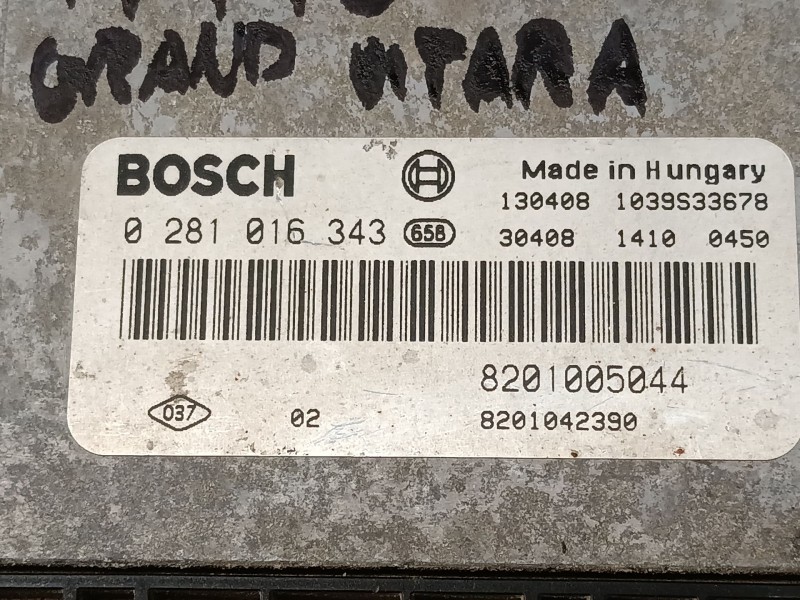 GRAND VITARA
BOSCH
Made in Hungary
130408 1039S33678
0 281 016 343 658
30408 1410 0450
8201005044
037 02 8201042390